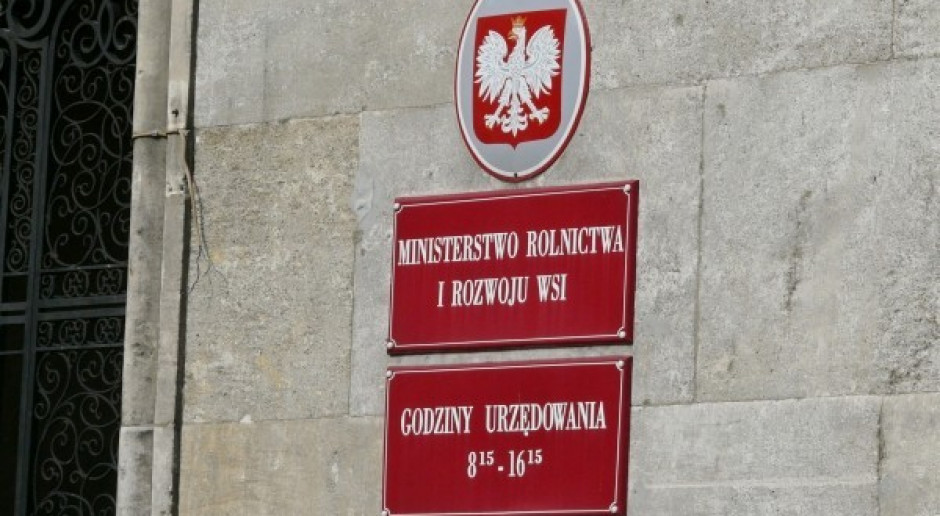 MINISTERSTWO ROLNICTWA
I ROZWOJU WSI
GODZINY URZĘDOWANIA
8¹⁵ - 16¹⁵